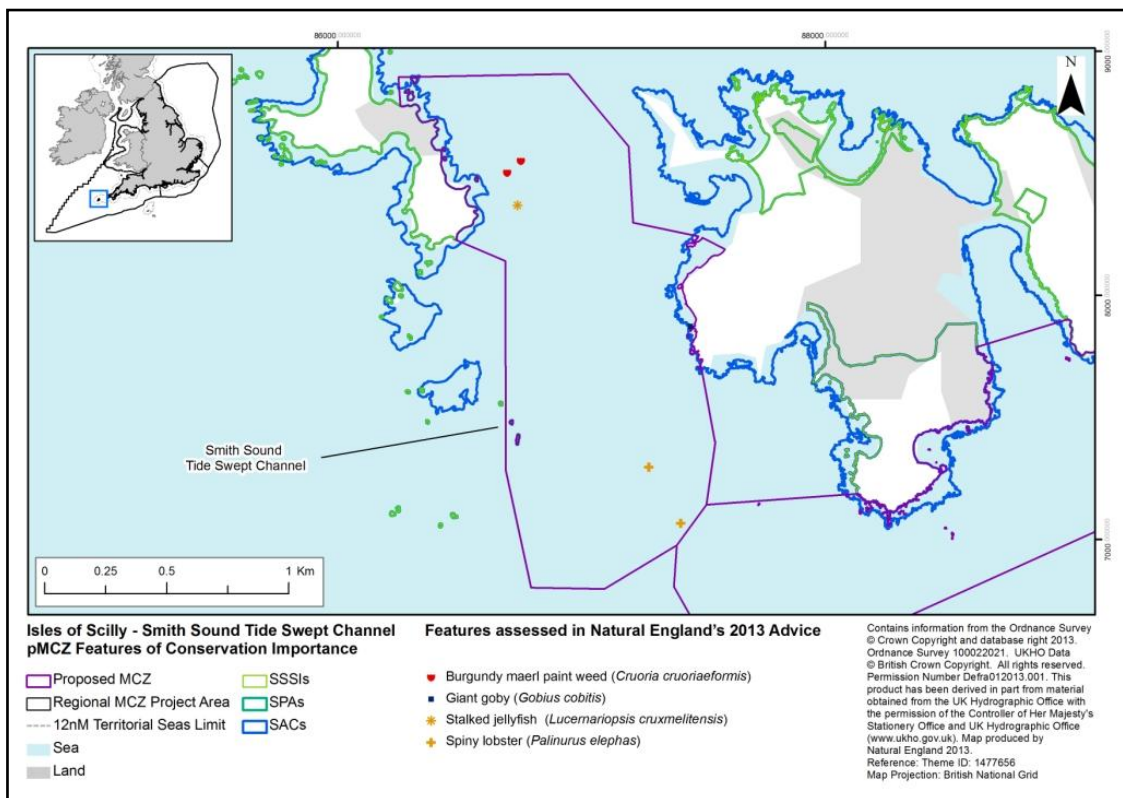 86000.000000
88000.000000
9000.000000
8000.000000
7000.000000
N
Smith Sound
Tide Swept Channel
0 0.25 0.5 1 Km
Isles of Scilly - Smith Sound Tide Swept Channel
pMCZ Features of Conservation Importance
Proposed MCZ
Regional MCZ Project Area
12nM Territorial Seas Limit
Sea
Land
SSSIs
SPAs
SACs
Features assessed in Natural England's 2013 Advice
Burgundy maerl paint weed (Cruoria cruoriaeformis)
Giant goby (Gobius cobitis)
Stalked jellyfish (Lucernariopsis cruxmelitensis)
Spiny lobster (Palinurus elephas)
Contains information from the Ordnance Survey
© Crown Copyright and database right 2013.
Ordnance Survey 100022021. UKHO Data
© British Crown Copyright. All rights reserved.
Permission Number Defra012013.001. This
product has been derived in part from material
obtained from the UK Hydrographic Office with
the permission of the Controller of Her Majesty's
Stationery Office and UK Hydrographic Office
(www.ukho.gov.uk). Map produced by
Natural England 2013.
Reference: Theme ID: 1477656
Map Projection: British National Grid